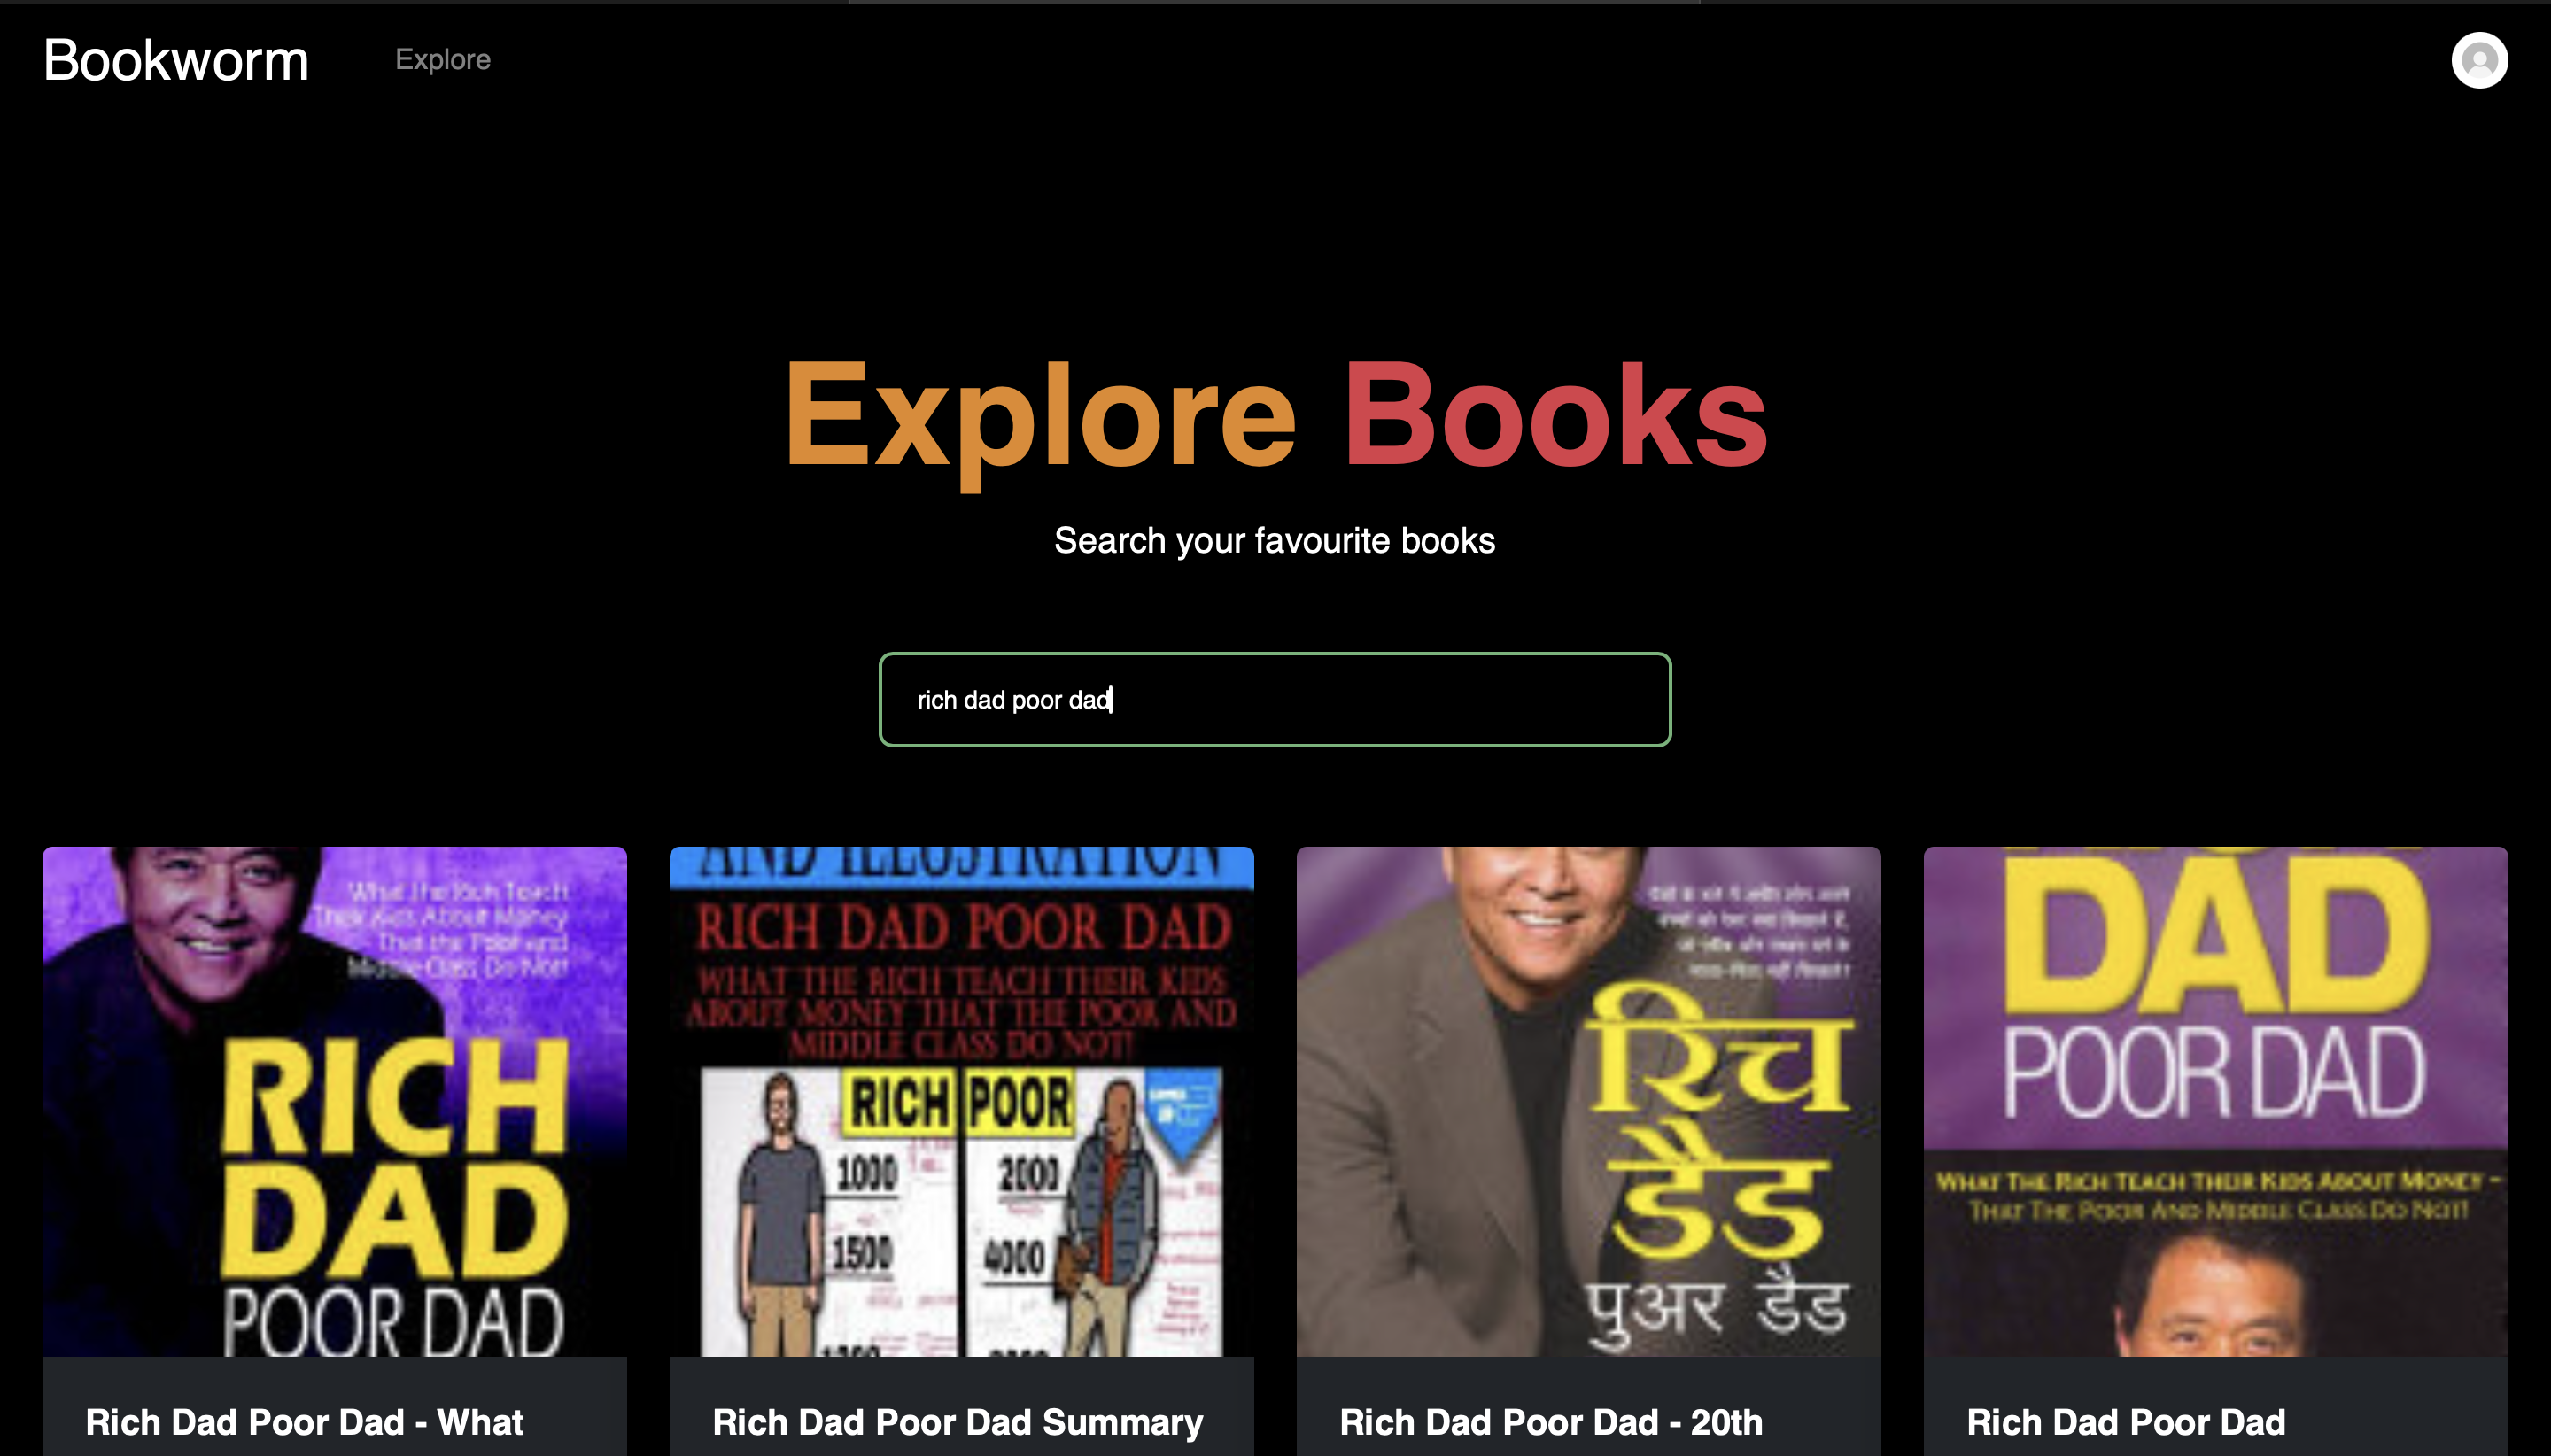 Bookworm
Explore
Explore Books
Search your favourite books
rich dad poor dad
What The Rich Teach
Their Kids About Money
That the Poor and
Middle Class Do Not!
RICH
DAD
POOR DAD
Rich Dad Poor Dad - What
AND ILLUSTRATION
RICH DAD POOR DAD
WHAT THE RICH TEACH THEIR KIDS
ABOUT MONEY THAT THE POOR AND
MIDDLE CLASS DO NOT!
RICH POOR
1000 2000
1500 4000
Rich Dad Poor Dad Summary
रिच
डैड
पुअर डैड
Rich Dad Poor Dad - 20th
DAD
POOR DAD
WHAT THE RICH TEACH THEIR KIDS ABOUT MONEY –
THAT THE POOR AND MIDDLE CLASS DO NOT!
Rich Dad Poor Dad